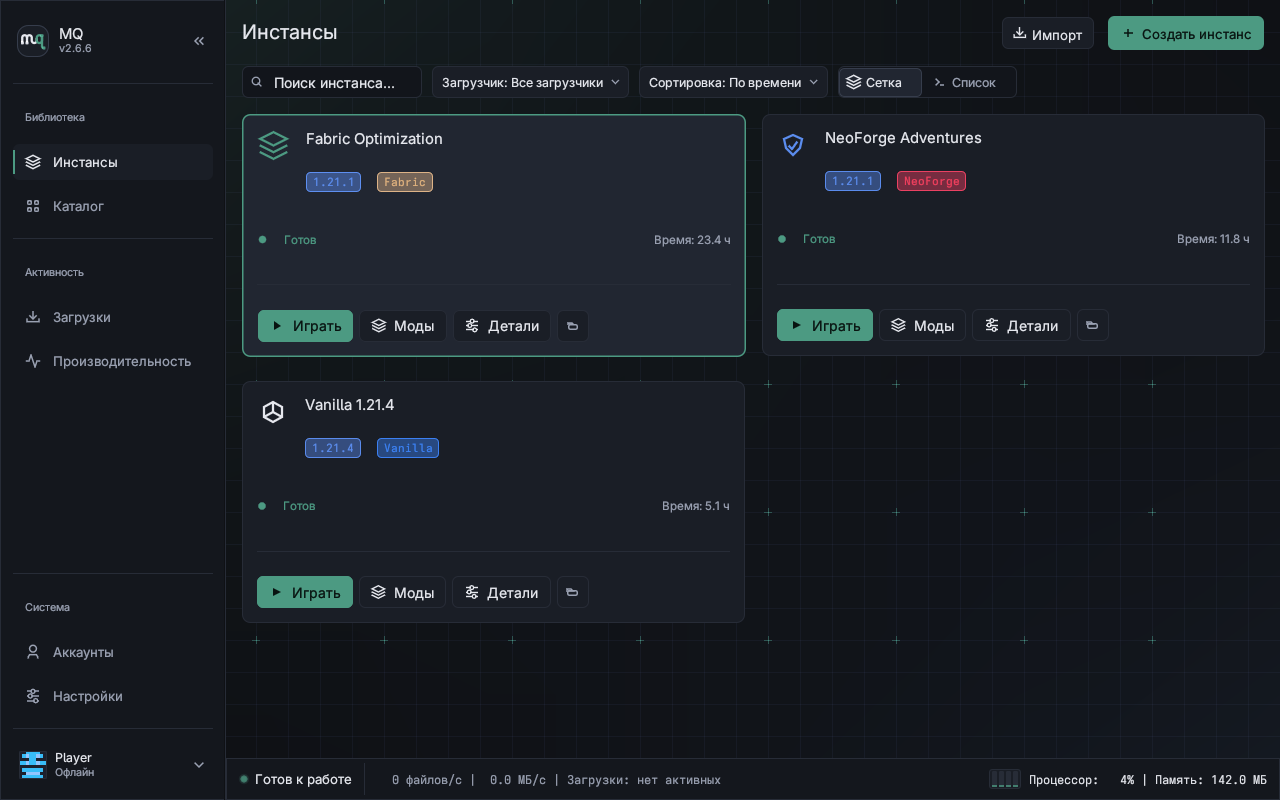 mq
MQ
v2.6.6
Библиотека
Инстансы
Каталог
Активность
Загрузки
Производительность
Система
Аккаунты
Настройки
Player
Офлайн
Инстансы
Импорт
+ Создать инстанс
Поиск инстанса...
Загрузчик: Все загрузчики
Сортировка: По времени
Сетка
Список
Fabric Optimization
1.21.1 Fabric
Готов Время: 23.4 ч
Играть Моды Детали
NeoForge Adventures
1.21.1 NeoForge
Готов Время: 11.8 ч
Играть Моды Детали
Vanilla 1.21.4
1.21.4 Vanilla
Готов Время: 5.1 ч
Играть Моды Детали
Готов к работе
0 файлов/с | 0.0 МБ/с | Загрузки: нет активных
Процессор: 4% | Память: 142.0 МБ